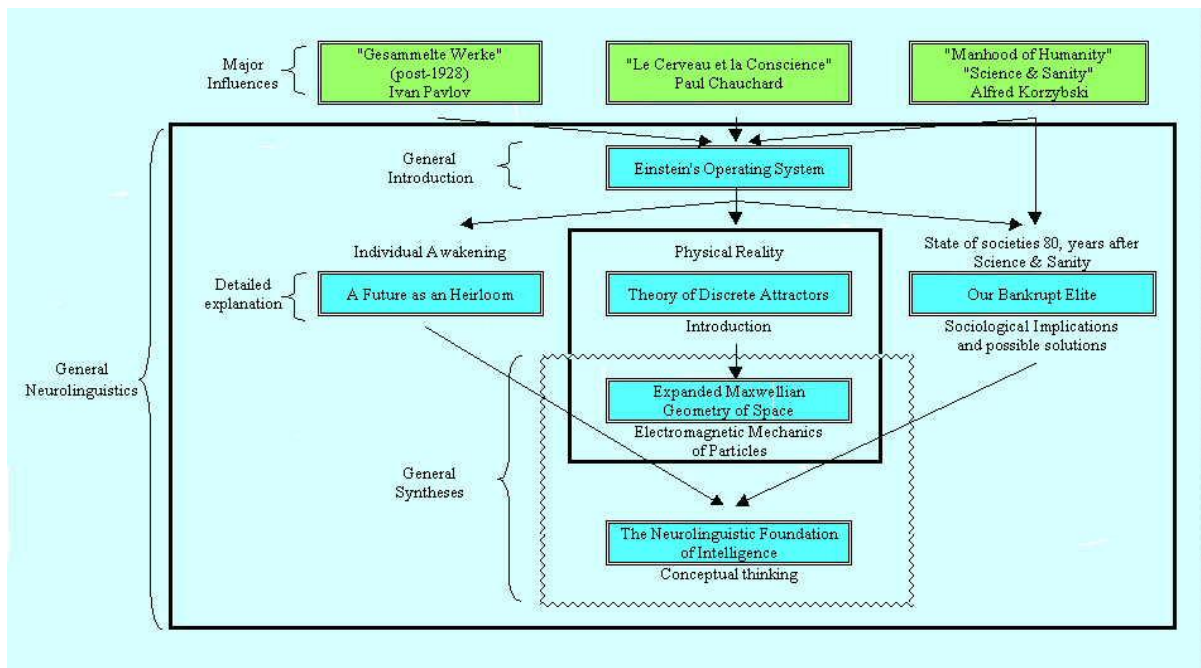 Major
Influences
"Gesammelte Werke"
(post-1928)
Ivan Pavlov
"Le Cerveau et la Conscience"
Paul Chauchard
"Manhood of Humanity"
"Science & Sanity"
Alfred Korzybski
General
Introduction
Einstein's Operating System
Individual Awakening
Physical Reality
State of societies 80, years after
Science & Sanity
Detailed
explanation
A Future as an Heirloom
Theory of Discrete Attractors
Our Bankrupt Elite
Introduction
Sociological Implications
and possible solutions
General
Neurolinguistics
Expanded Maxwellian
Geometry of Space
Electromagnetic Mechanics
of Particles
General
Syntheses
The Neurolinguistic Foundation
of Intelligence
Conceptual thinking